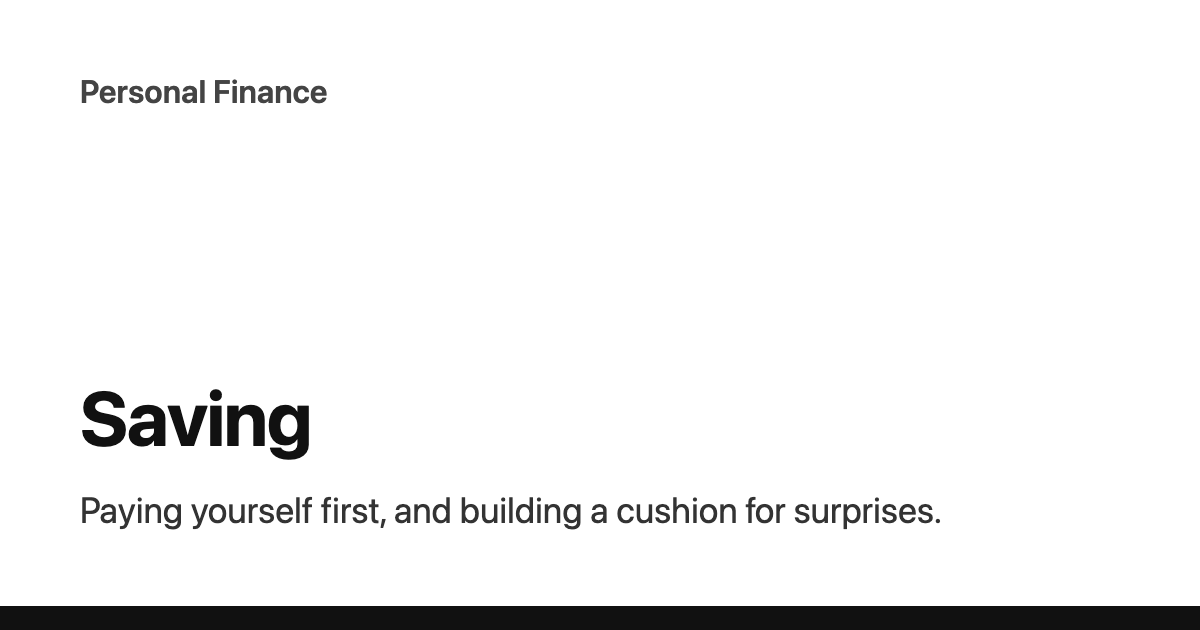 Personal Finance
Saving
Paying yourself first, and building a cushion for surprises.